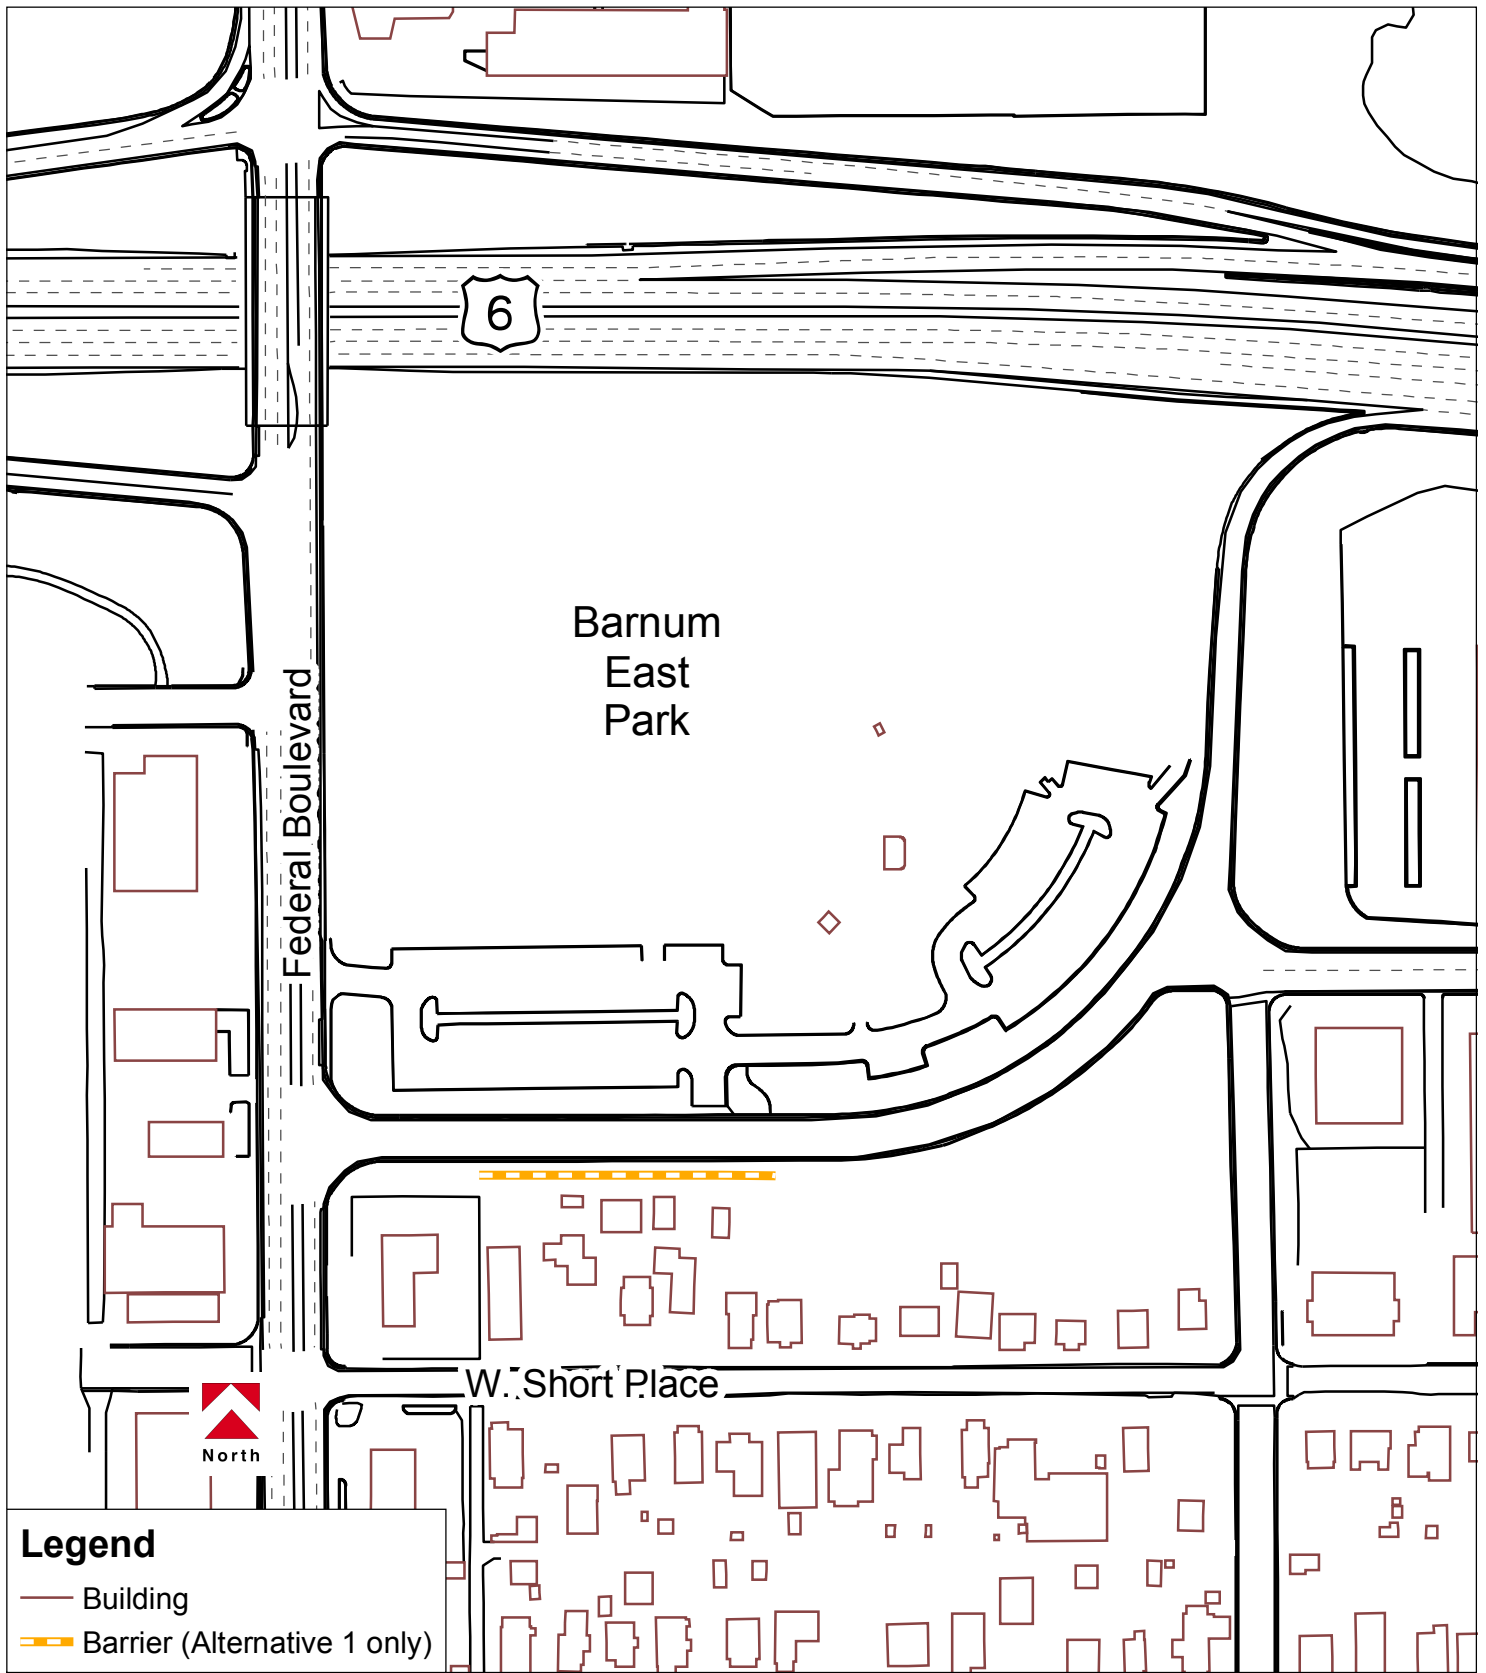 6
Barnum
East
Park
Federal Boulevard
W. Short Place
North
Legend
Building
Barrier (Alternative 1 only)